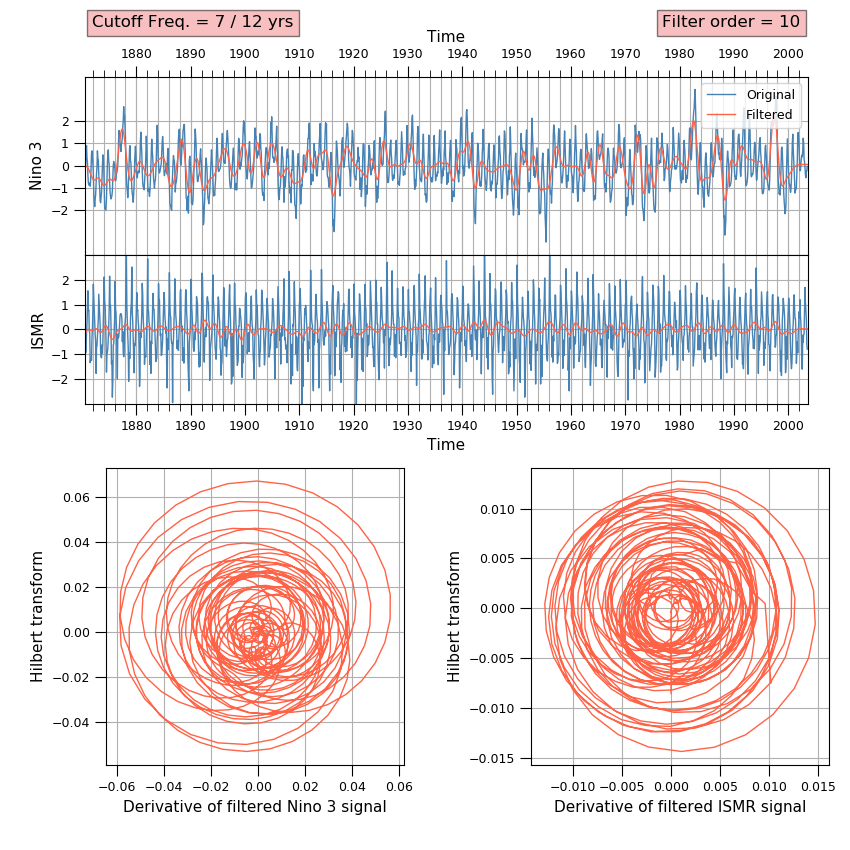 Cutoff Freq. = 7 / 12 yrs
Filter order = 10
Time
1880 1890 1900 1910 1920 1930 1940 1950 1960 1970 1980 1990 2000
Original
Filtered
Nino 3
2
1
0
−1
−2
ISMR
2
1
0
−1
−2
1880 1890 1900 1910 1920 1930 1940 1950 1960 1970 1980 1990 2000
Time
Hilbert transform
0.06
0.04
0.02
0.00
−0.02
−0.04
−0.06 −0.04 −0.02 0.00 0.02 0.04 0.06
Derivative of filtered Nino 3 signal
Hilbert transform
0.010
0.005
0.000
−0.005
−0.010
−0.015
−0.010 −0.005 0.000 0.005 0.010 0.015
Derivative of filtered ISMR signal